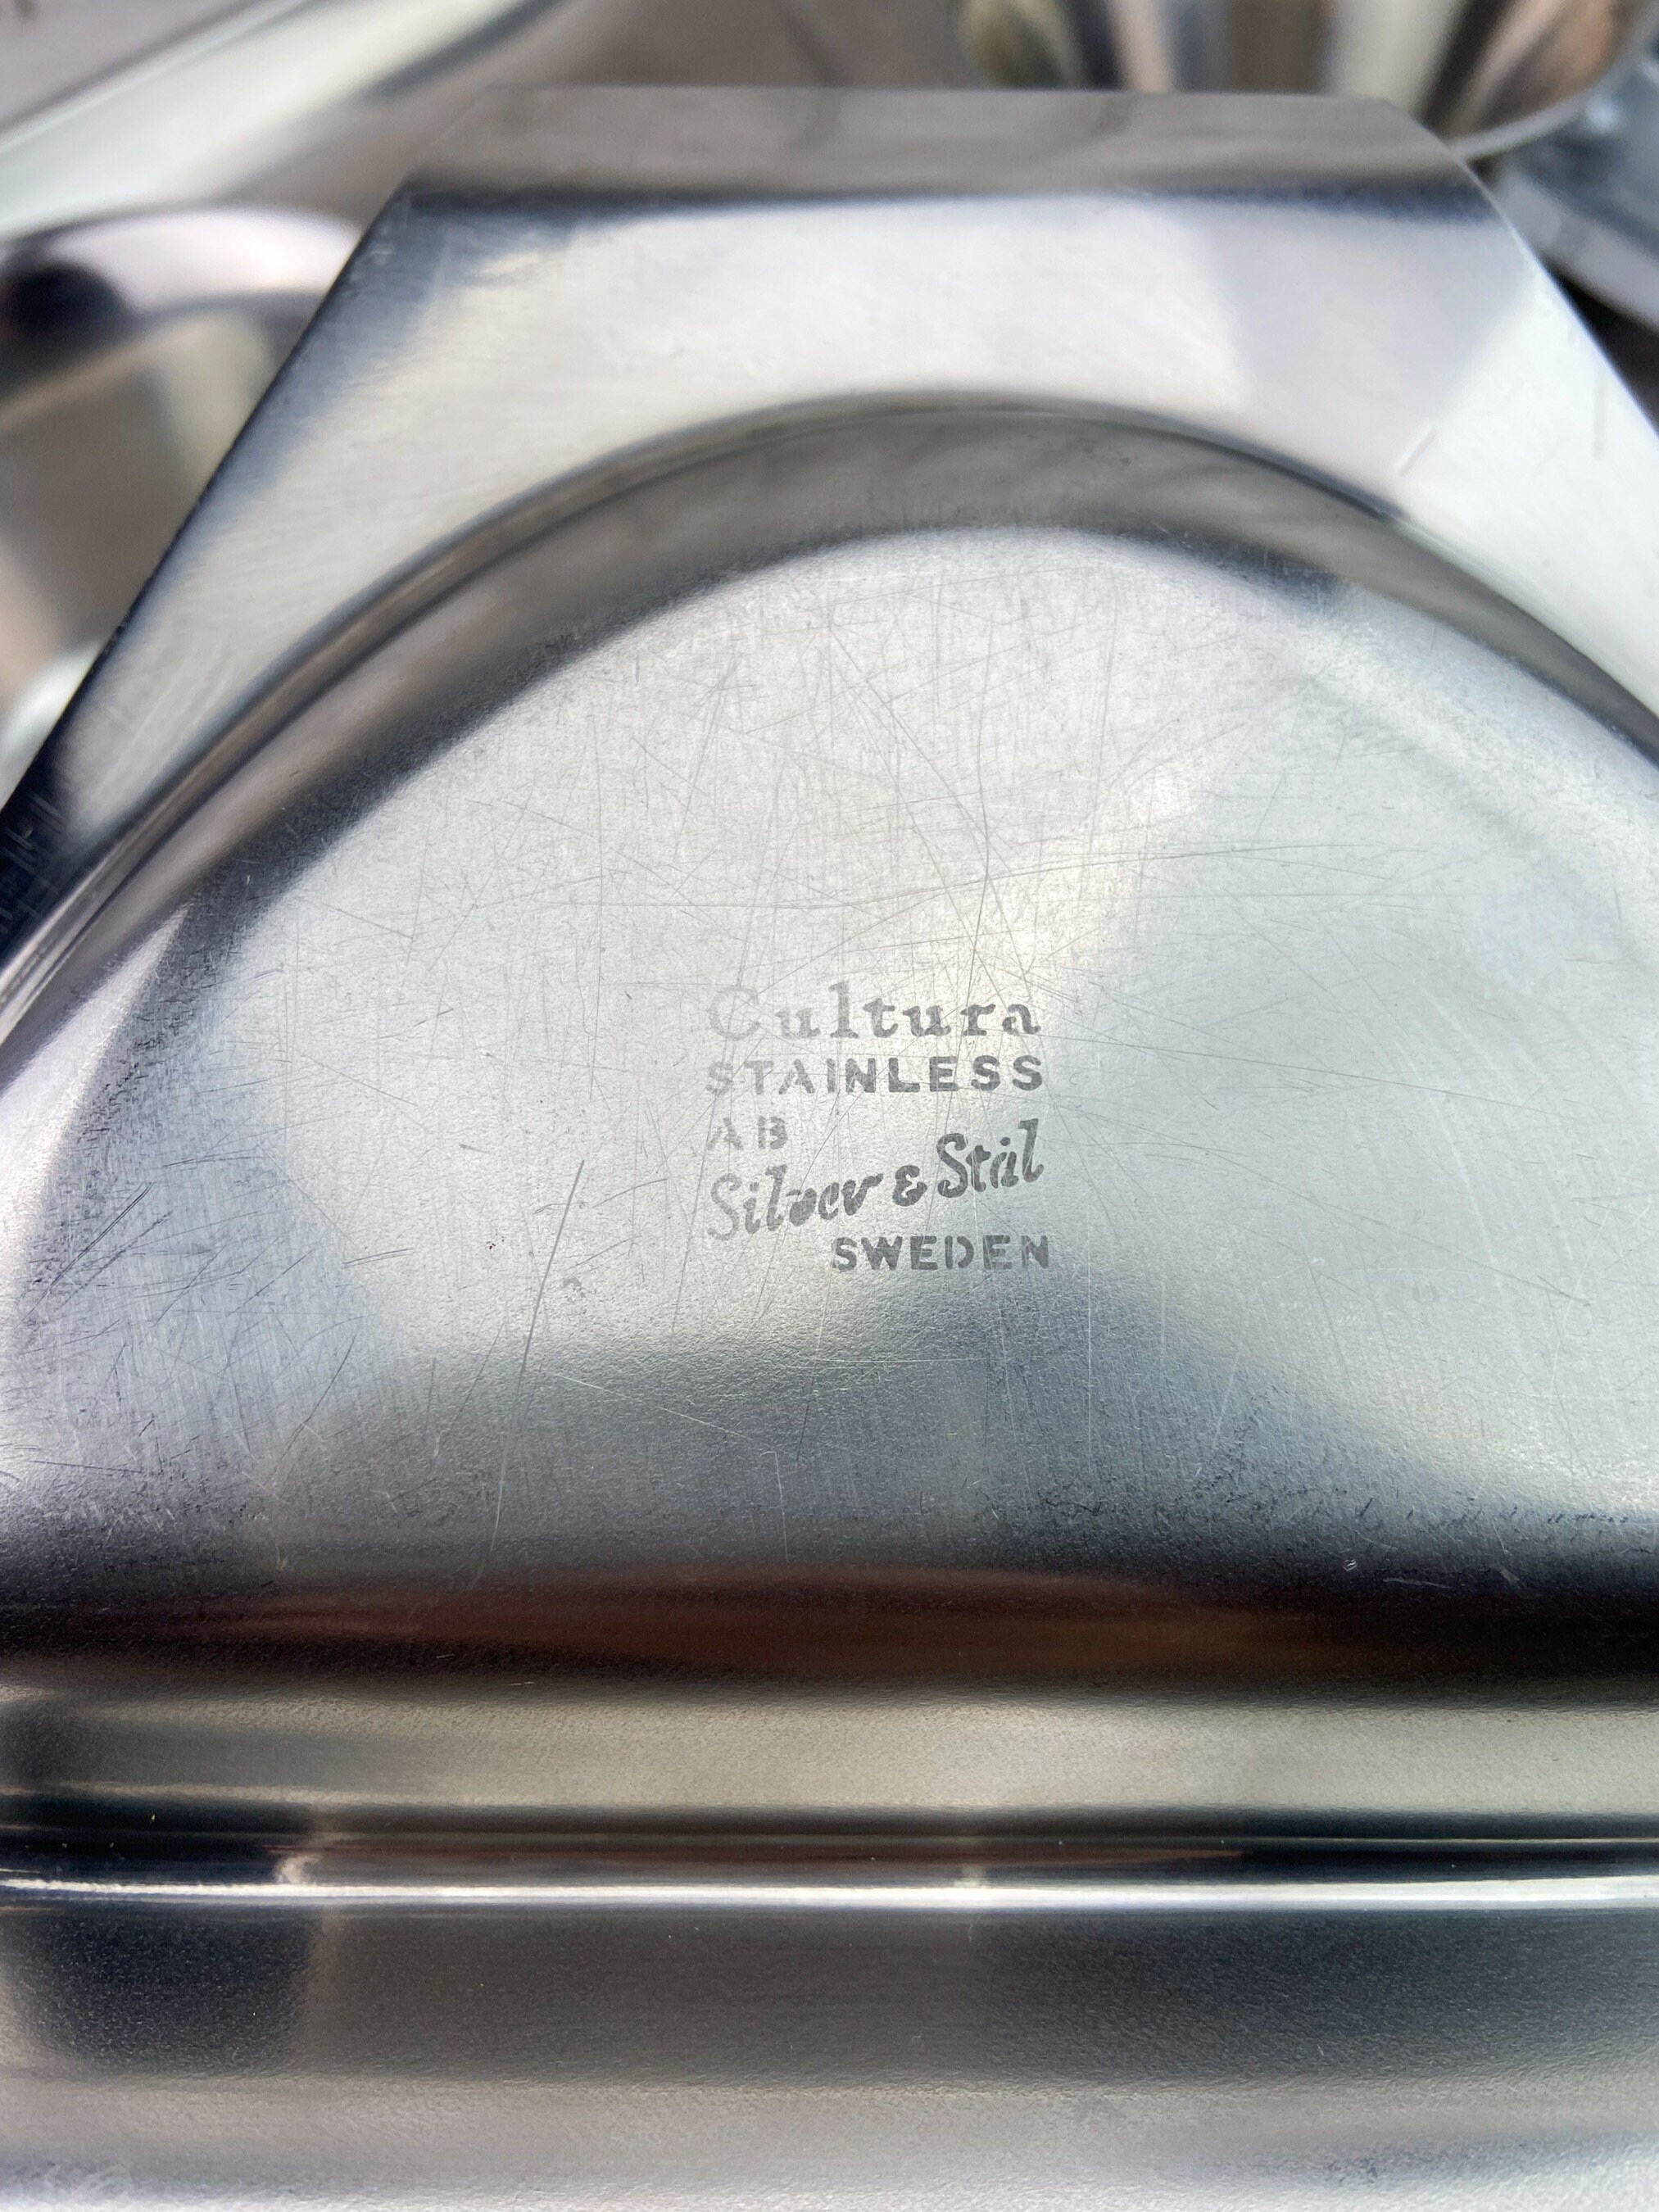 Cultura
STAINLESS
AB
Silver & Stål
SWEDEN